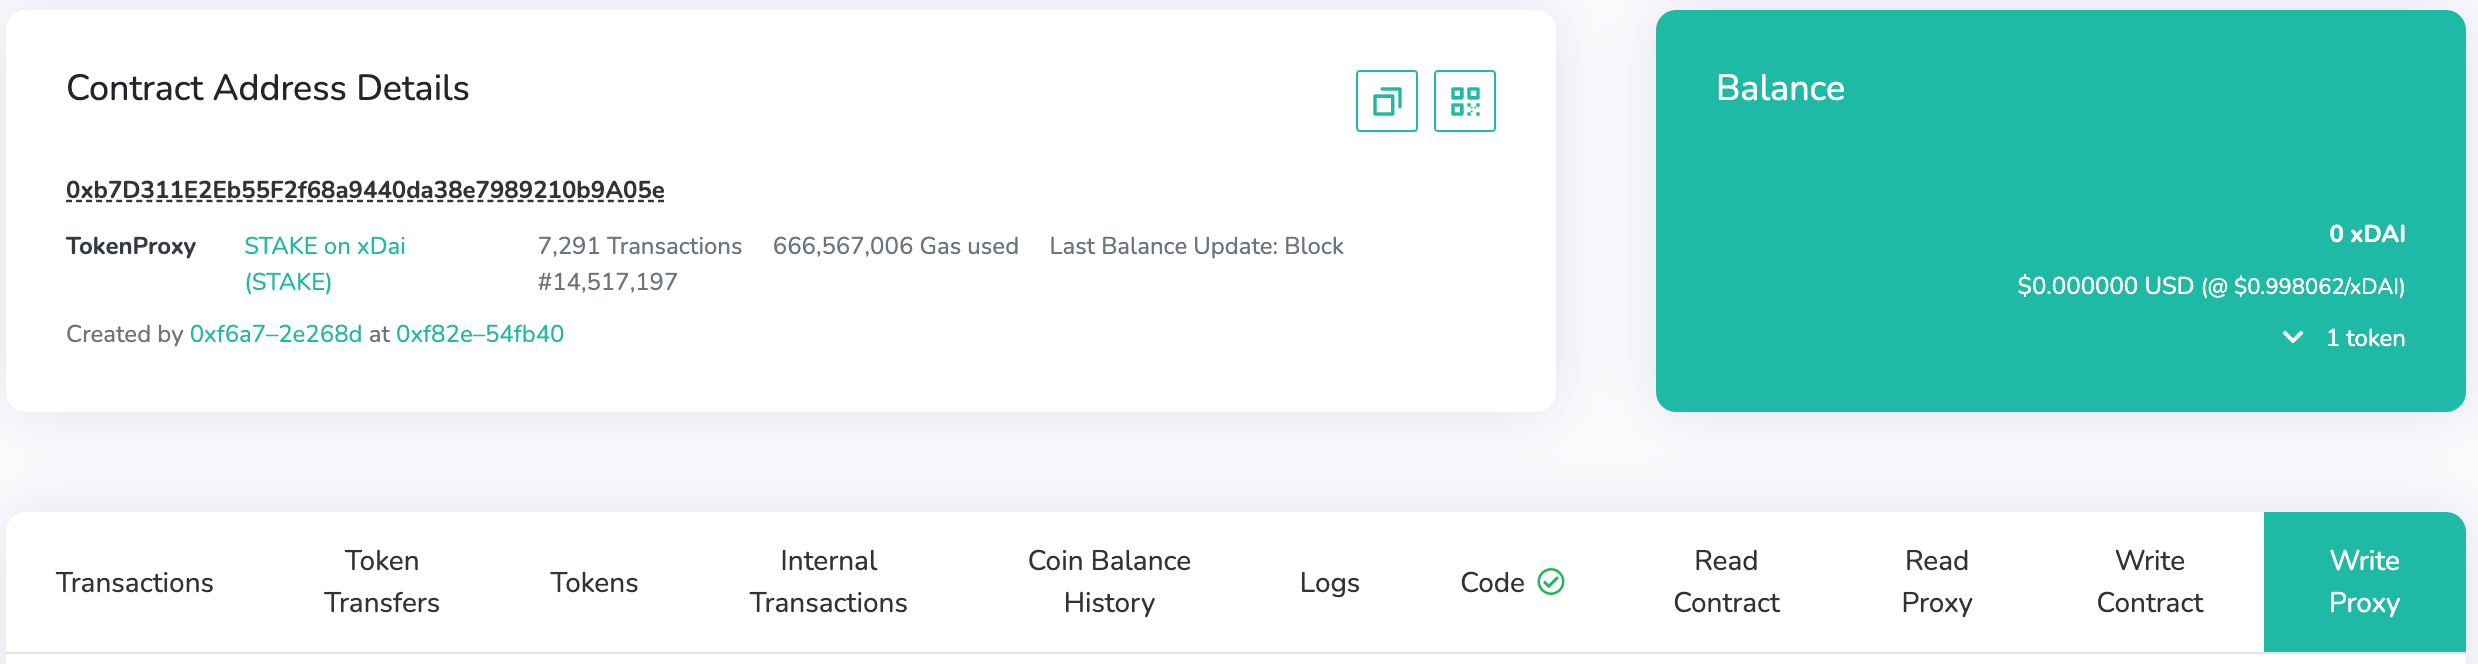 Contract Address Details
0xb7D311E2Eb55F2f68a9440da38e7989210b9A05e
TokenProxy
STAKE on xDai
(STAKE)
7,291 Transactions 666,567,006 Gas used Last Balance Update: Block
#14,517,197
Created by 0xf6a7–2e268d at 0xf82e–54fb40
Balance
0 xDAI
$0.000000 USD (@ $0.998062/xDAI)
1 token
Transactions
Token
Transfers
Tokens
Internal
Transactions
Coin Balance
History
Logs
Code
Read
Contract
Read
Proxy
Write
Contract
Write
Proxy